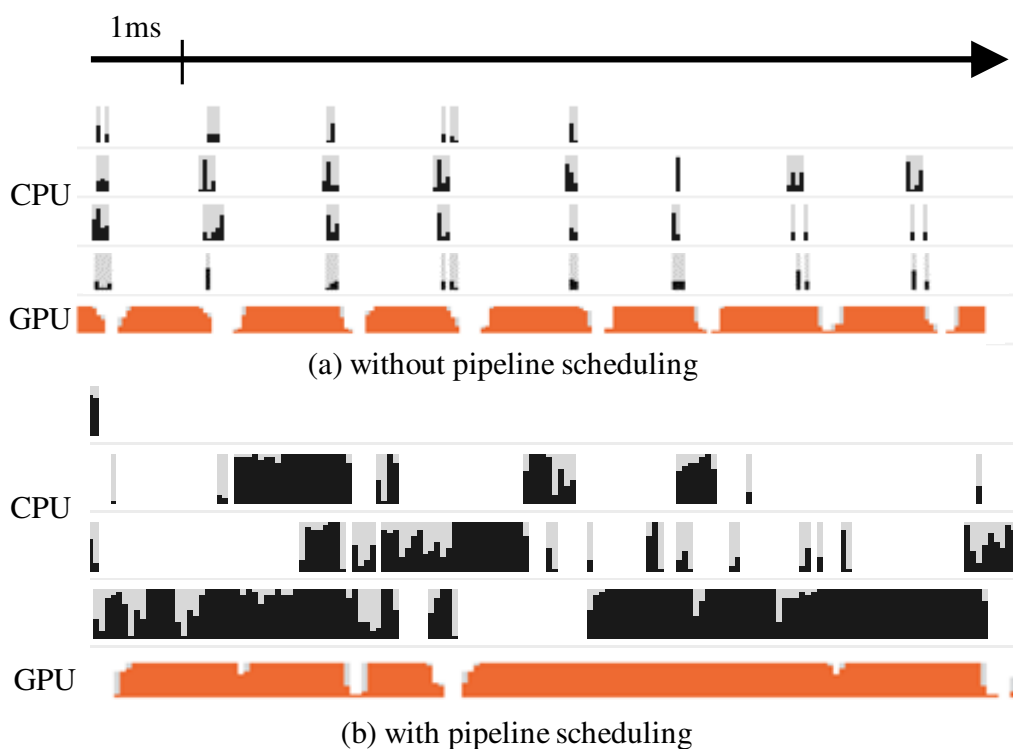 1ms
CPU
GPU
(a) without pipeline scheduling
CPU
GPU
(b) with pipeline scheduling